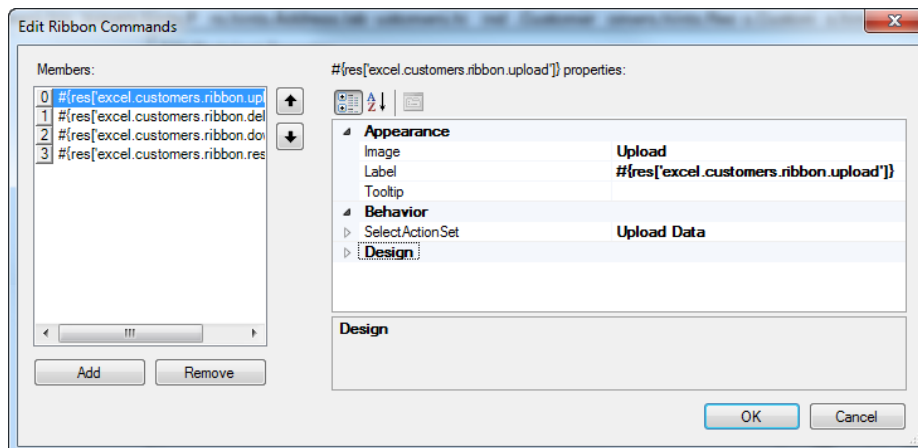 Edit Ribbon Commands
Members:
#{res['excel.customers.ribbon.upload']} properties:
0 #{res['excel.customers.ribbon.upl
1 #{res['excel.customers.ribbon.del
2 #{res['excel.customers.ribbon.dov
3 #{res['excel.customers.ribbon.res
Appearance
Image Upload
Label #{res['excel.customers.ribbon.upload']}
Tooltip
Behavior
SelectActionSet Upload Data
Design
Design
Add Remove
OK Cancel